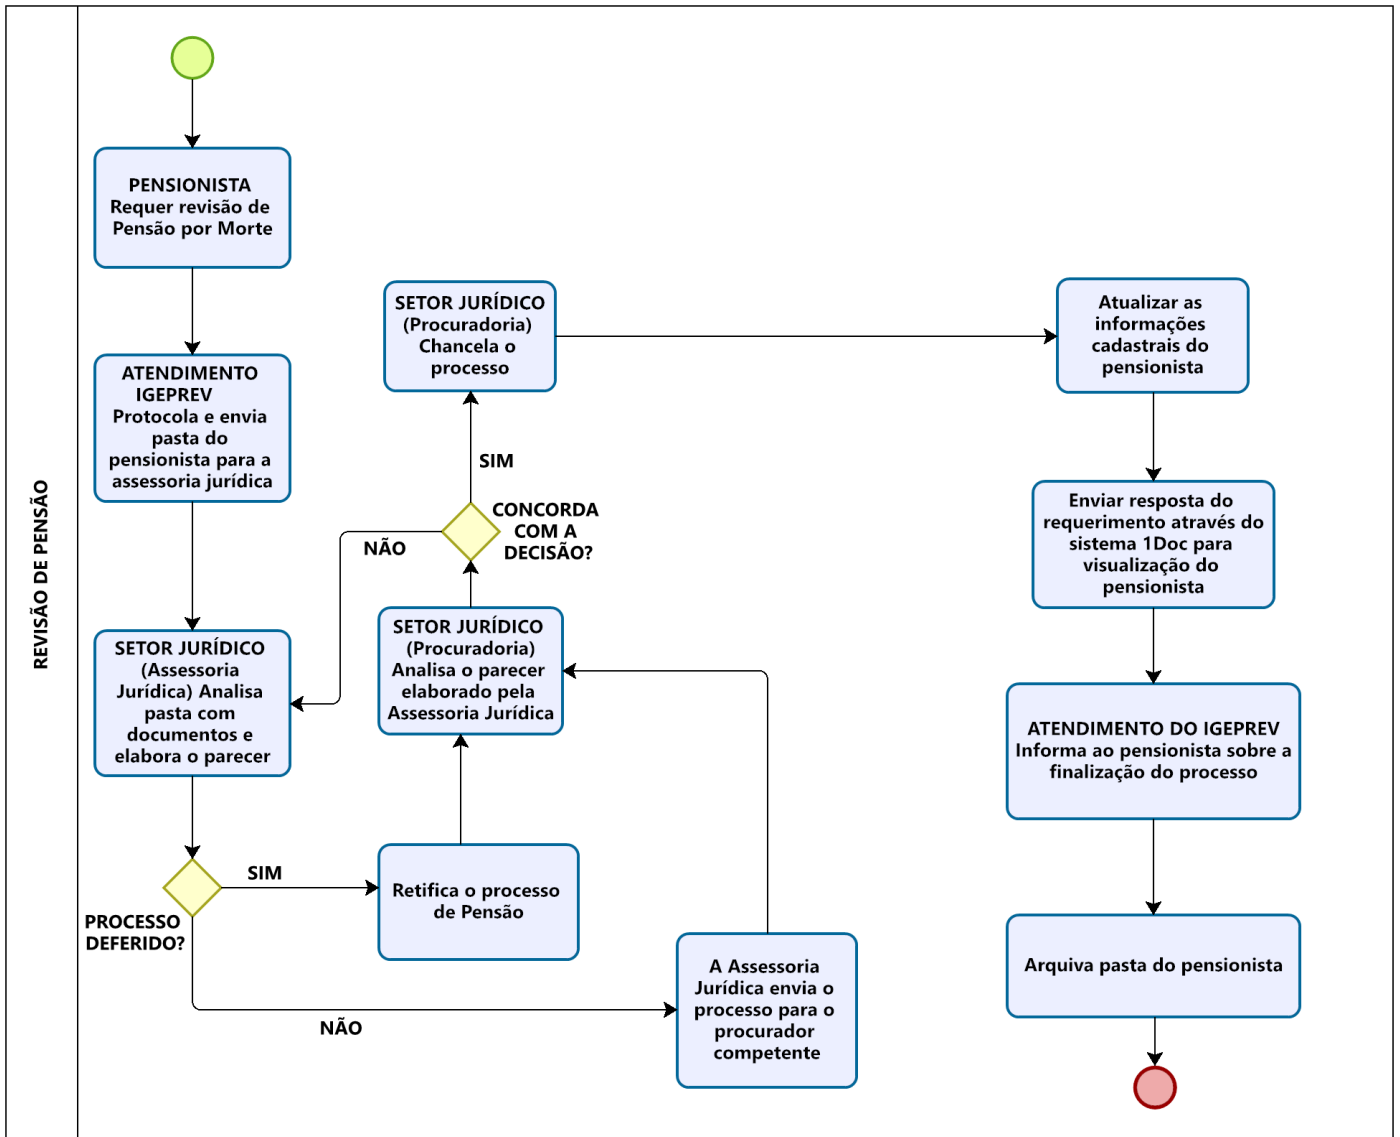 REVISÃO DE PENSÃO
PENSIONISTA
Requer revisão de
Pensão por Morte
ATENDIMENTO
IGEPREV
Protocola e envia
pasta do
pensionista para a
assessoria jurídica
SETOR JURÍDICO
(Assessoria
Jurídica) Analisa
pasta com
documentos e
elabora o parecer
PROCESSO
DEFERIDO?
SIM
NÃO
Retifica o processo
de Pensão
A Assessoria
Jurídica envia o
processo para o
procurador
competente
SETOR JURÍDICO
(Procuradoria)
Analisa o parecer
elaborado pela
Assessoria Jurídica
CONCORDA
COM A
DECISÃO?
NÃO
SIM
SETOR JURÍDICO
(Procuradoria)
Chancela o
processo
Atualizar as
informações
cadastrais do
pensionista
Enviar resposta do
requerimento através do
sistema 1Doc para
visualização do
pensionista
ATENDIMENTO DO IGEPREV
Informa ao pensionista sobre a
finalização do processo
Arquiva pasta do pensionista